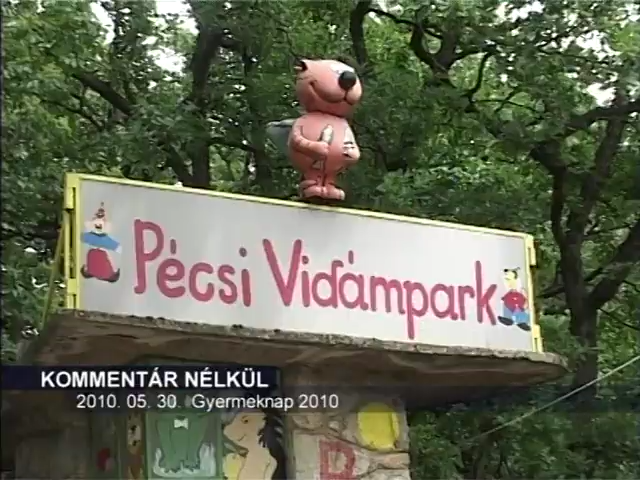 Pécsi Vidámpark
KOMMENTÁR NÉLKÜL
2010. 05. 30. Gyermeknap 2010
R